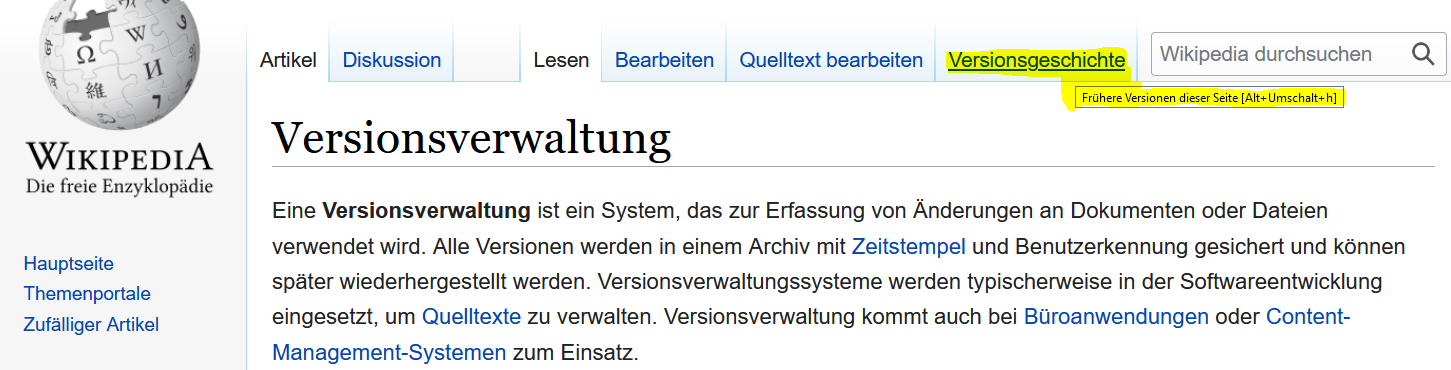 Ω W И 維 7
Artikel Diskussion Lesen Bearbeiten Quelltext bearbeiten Versionsgeschichte Wikipedia durchsuchen
Frühere Versionen dieser Seite [Alt+Umschalt+h]
WIKIPEDIA
Die freie Enzyklopädie
Versionsverwaltung
Eine Versionsverwaltung ist ein System, das zur Erfassung von Änderungen an Dokumenten oder Dateien
verwendet wird. Alle Versionen werden in einem Archiv mit Zeitstempel und Benutzerkennung gesichert und können
später wiederhergestellt werden. Versionsverwaltungssysteme werden typischerweise in der Softwareentwicklung
eingesetzt, um Quelltexte zu verwalten. Versionsverwaltung kommt auch bei Büroanwendungen oder Content-
Management-Systemen zum Einsatz.
Hauptseite
Themenportale
Zufälliger Artikel